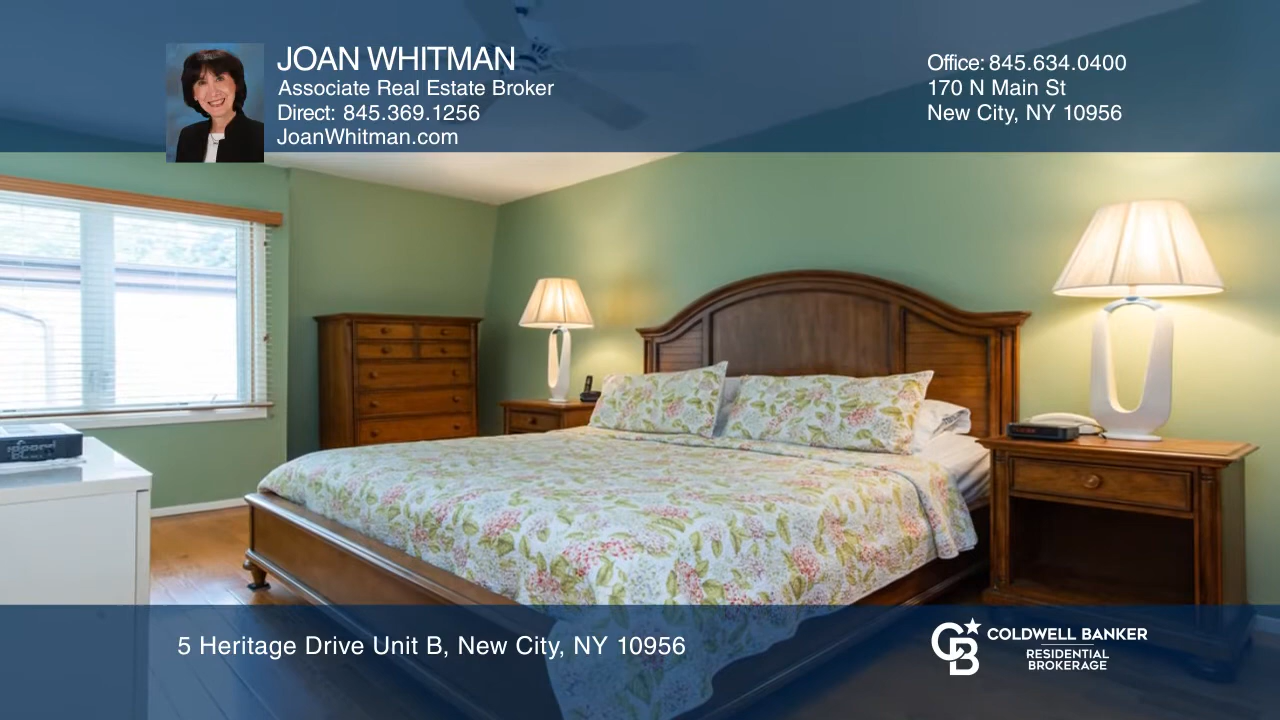 JOAN WHITMAN
Associate Real Estate Broker
Direct: 845.369.1256
JoanWhitman.com
Office: 845.634.0400
170 N Main St
New City, NY 10956
5 Heritage Drive Unit B, New City, NY 10956
COLDWELL BANKER
RESIDENTIAL
BROKERAGE